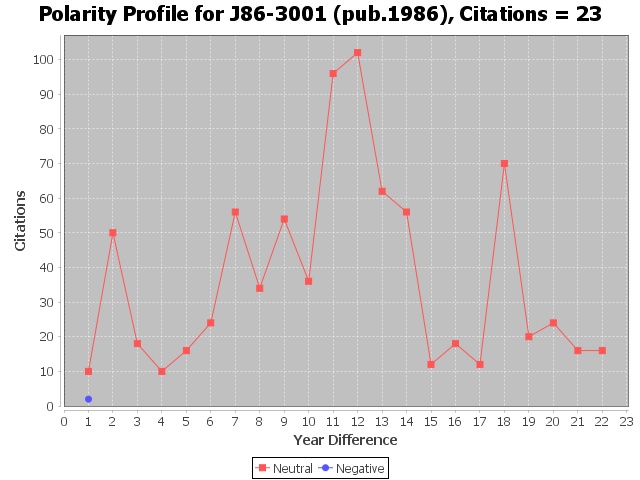 Polarity Profile for J86-3001 (pub.1986), Citations = 23
100
90
80
70
60
50
40
30
20
10
0
Citations
0 1 2 3 4 5 6 7 8 9 10 11 12 13 14 15 16 17 18 19 20 21 22 23
Year Difference
Neutral Negative